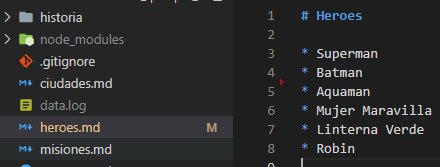 historia
node_modules
.gitignore
ciudades.md
data.log
heroes.md M
misiones.md
1 # Heroes
2
3 * Superman
4 * Batman
5 * Aquaman
6 * Mujer Maravilla
7 * Linterna Verde
8 * Robin